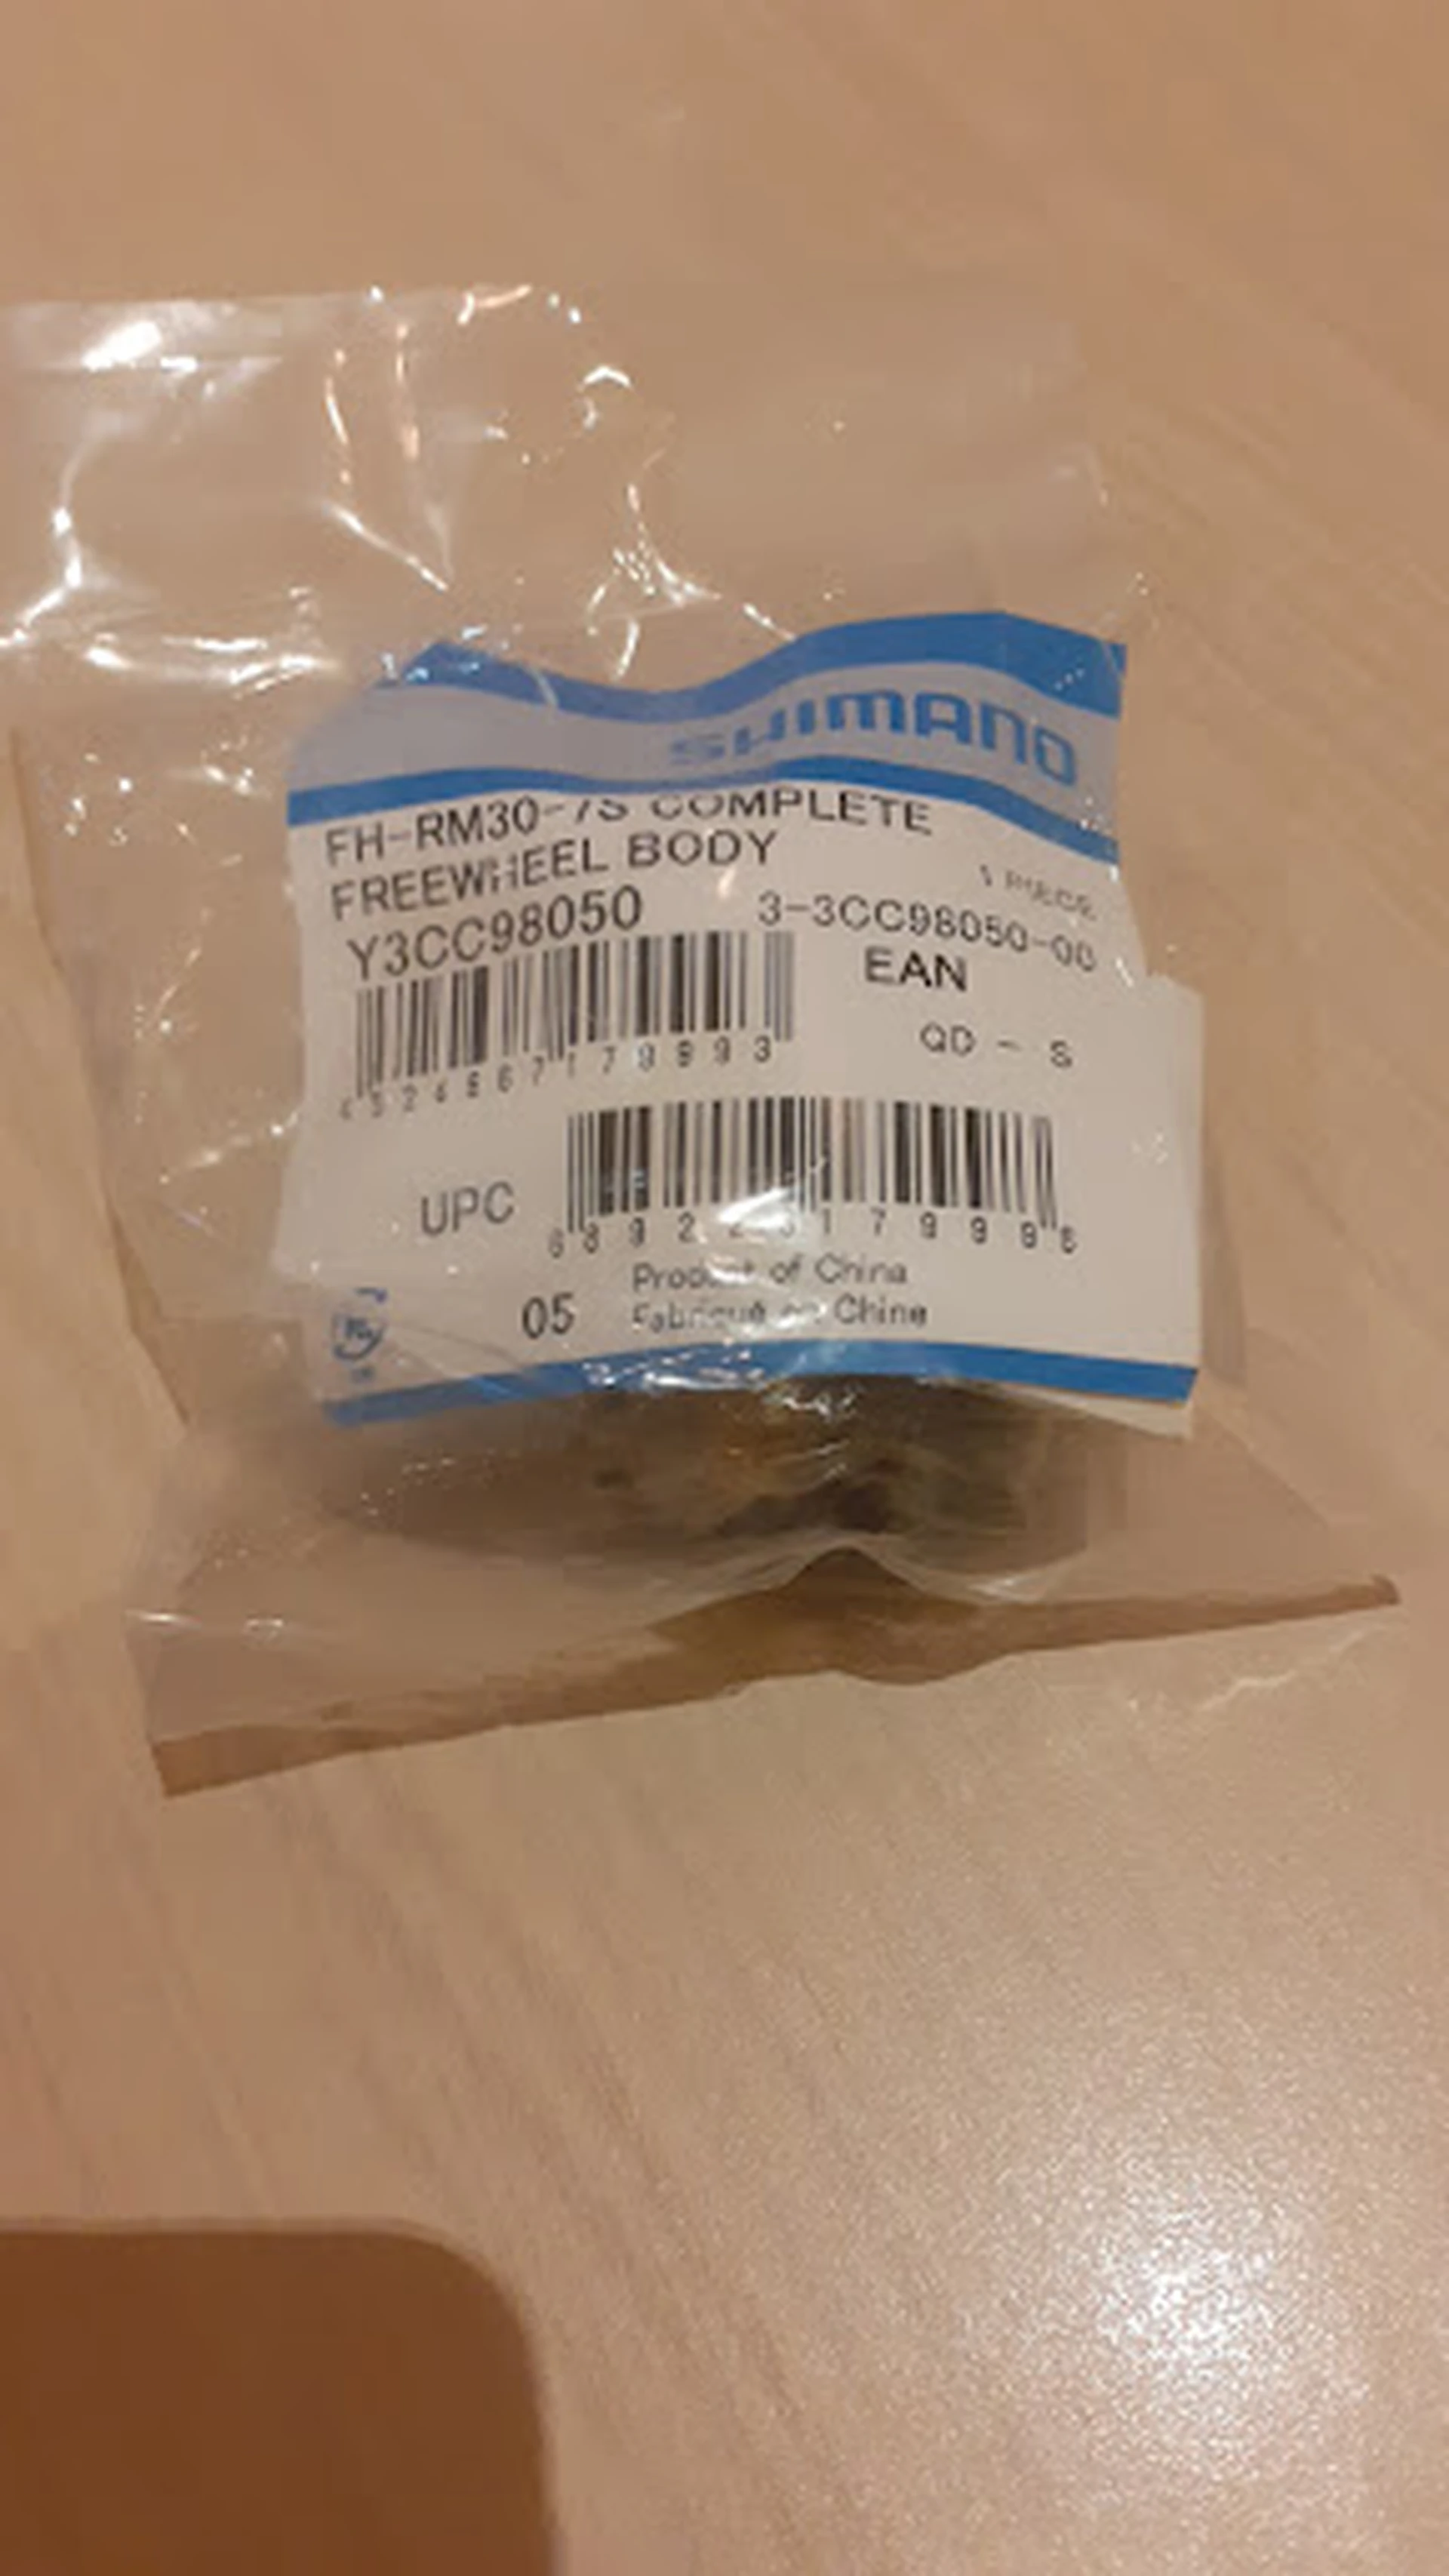 SHIMANO
FH-RM30-7S COMPLETE
FREEWHEEL BODY
1 PIECE
Y3CC98050 3-3CC98050-00
EAN
QD - S
UPC
05 Product of China
Fabriqué en Chine